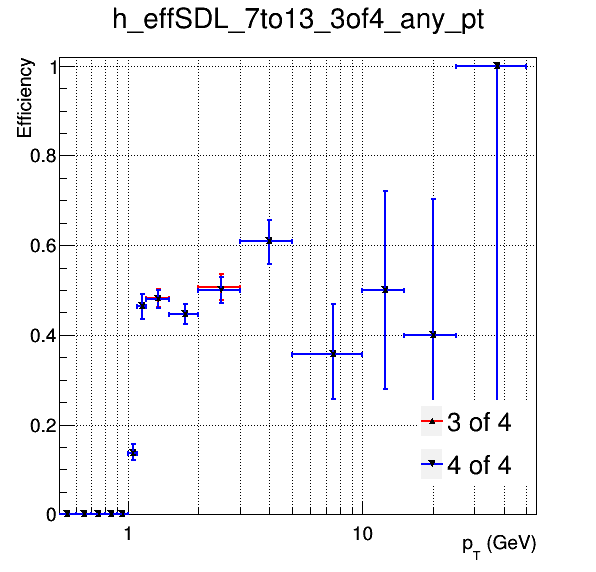 h_effSDL_7to13_3of4_any_pt
Efficiency
1
0.8
0.6
0.4
0.2
0
3 of 4
4 of 4
1
10
p_T (GeV)